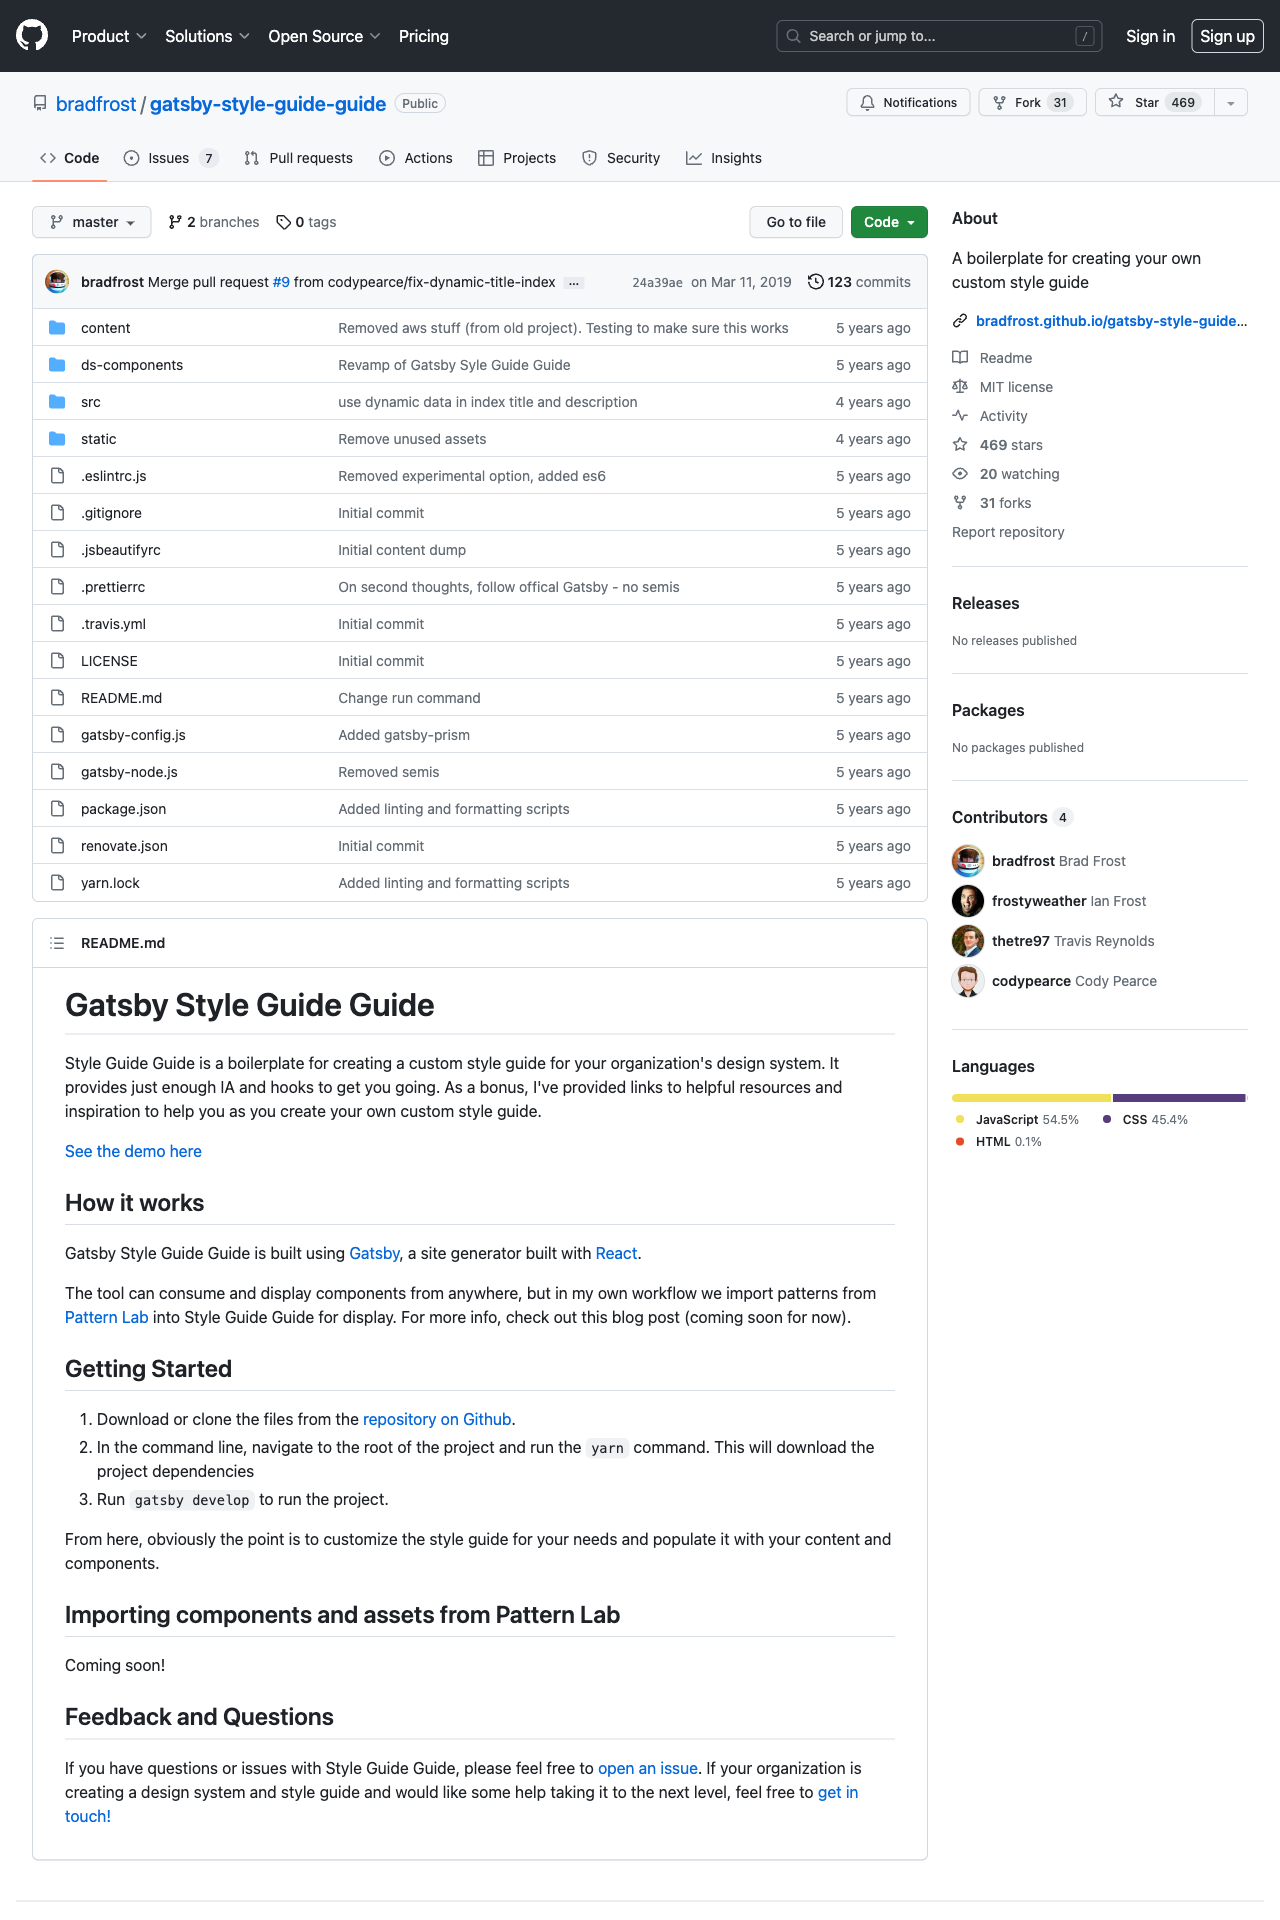 Product Solutions Open Source Pricing Search or jump to... / Sign in Sign up
bradfrost / gatsby-style-guide-guide Public Notifications Fork 31 Star 469
Code Issues 7 Pull requests Actions Projects Security Insights
master 2 branches 0 tags Go to file Code
bradfrost Merge pull request #9 from codypearce/fix-dynamic-title-index ... 24a39ae on Mar 11, 2019 123 commits
content Removed aws stuff (from old project). Testing to make sure this works 5 years ago
ds-components Revamp of Gatsby Syle Guide Guide 5 years ago
src use dynamic data in index title and description 4 years ago
static Remove unused assets 4 years ago
.eslintrc.js Removed experimental option, added es6 5 years ago
.gitignore Initial commit 5 years ago
.jsbeautifyrc Initial content dump 5 years ago
.prettierrc On second thoughts, follow offical Gatsby - no semis 5 years ago
.travis.yml Initial commit 5 years ago
LICENSE Initial commit 5 years ago
README.md Change run command 5 years ago
gatsby-config.js Added gatsby-prism 5 years ago
gatsby-node.js Removed semis 5 years ago
package.json Added linting and formatting scripts 5 years ago
renovate.json Initial commit 5 years ago
yarn.lock Added linting and formatting scripts 5 years ago
README.md
Gatsby Style Guide Guide
Style Guide Guide is a boilerplate for creating a custom style guide for your organization's design system. It
provides just enough IA and hooks to get you going. As a bonus, I've provided links to helpful resources and
inspiration to help you as you create your own custom style guide.
See the demo here
How it works
Gatsby Style Guide Guide is built using Gatsby, a site generator built with React.
The tool can consume and display components from anywhere, but in my own workflow we import patterns from
Pattern Lab into Style Guide Guide for display. For more info, check out this blog post (coming soon for now).
Getting Started
1. Download or clone the files from the repository on Github.
2. In the command line, navigate to the root of the project and run the yarn command. This will download the
project dependencies
3. Run gatsby develop to run the project.
From here, obviously the point is to customize the style guide for your needs and populate it with your content and
components.
Importing components and assets from Pattern Lab
Coming soon!
Feedback and Questions
If you have questions or issues with Style Guide Guide, please feel free to open an issue. If your organization is
creating a design system and style guide and would like some help taking it to the next level, feel free to get in
touch!
About
A boilerplate for creating your own
custom style guide
bradfrost.github.io/gatsby-style-guide...
Readme
MIT license
Activity
469 stars
20 watching
31 forks
Report repository
Releases
No releases published
Packages
No packages published
Contributors 4
bradfrost Brad Frost
frostyweather Ian Frost
thetre97 Travis Reynolds
codypearce Cody Pearce
Languages
JavaScript 54.5% CSS 45.4%
HTML 0.1%